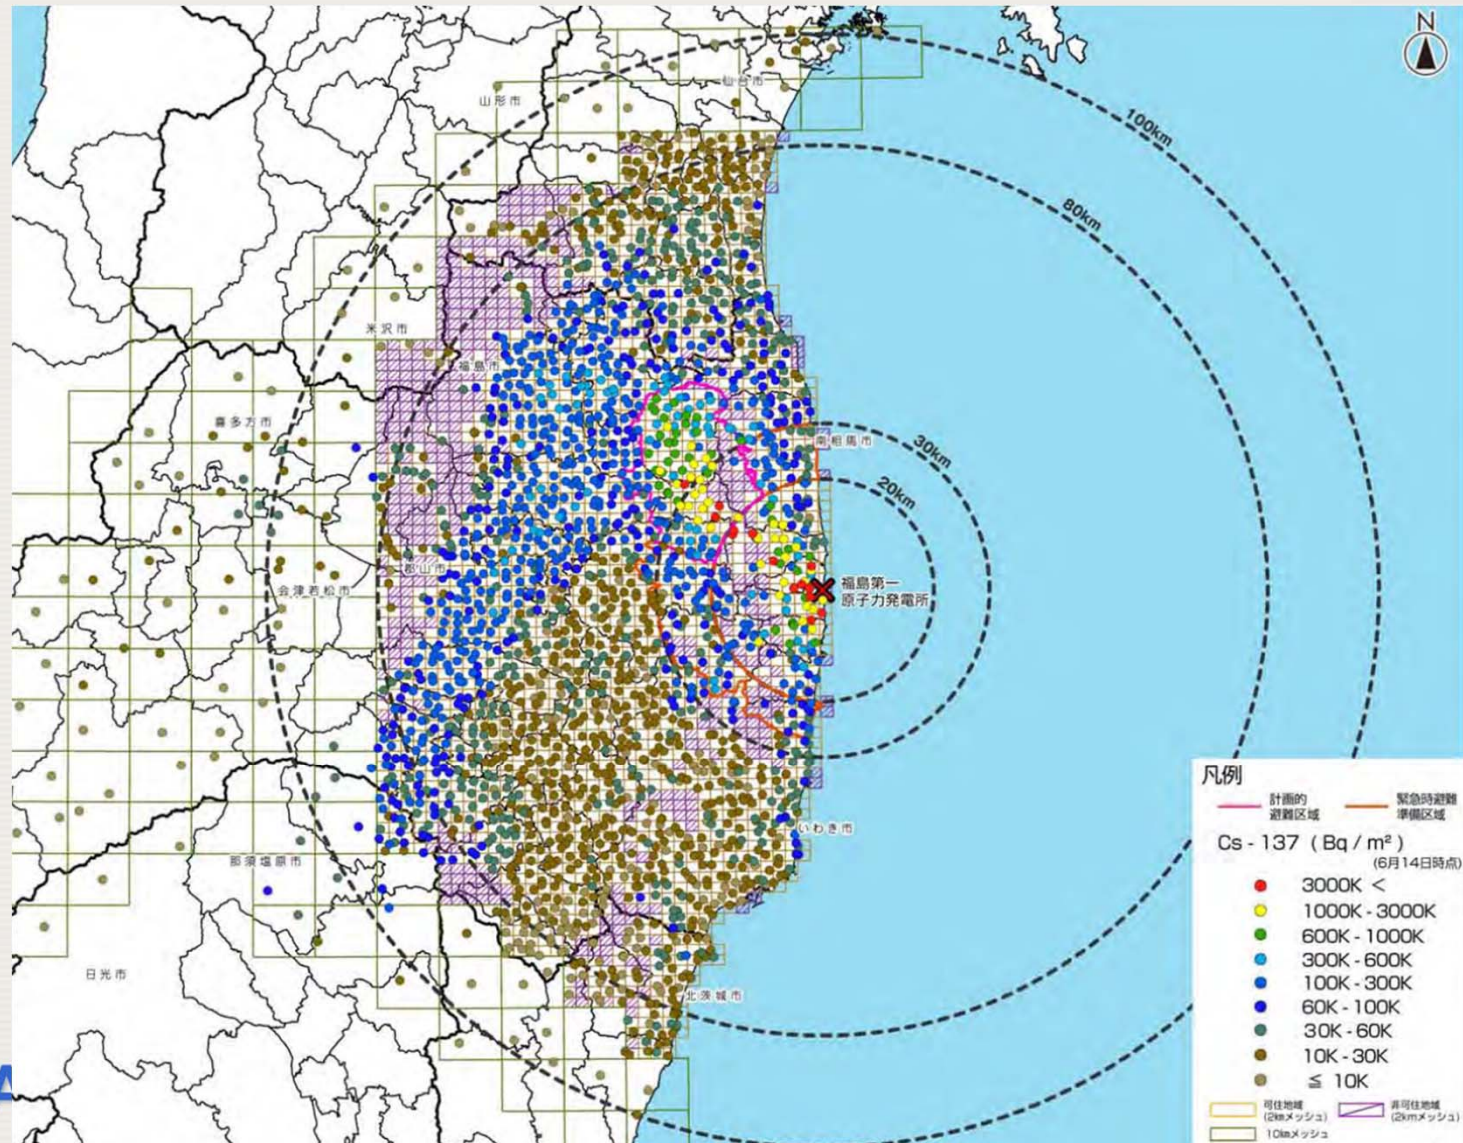 N
100km
80km
30km
20km
仙台市
山形市
米沢市
福島市
喜多方市
南相馬市
郡山市
会津若松市
福島第一
原子力発電所
いわき市
那須塩原市
日光市
北茨城市
凡例
計画的
避難区域
緊急時避難
準備区域
Cs - 137 ( Bq / m² )
(6月14日時点)
3000K <
1000K - 3000K
600K - 1000K
300K - 600K
100K - 300K
60K - 100K
30K - 60K
10K - 30K
≦ 10K
可住地域
(2kmメッシュ)
非可住地域
(2kmメッシュ)
10kmメッシュ